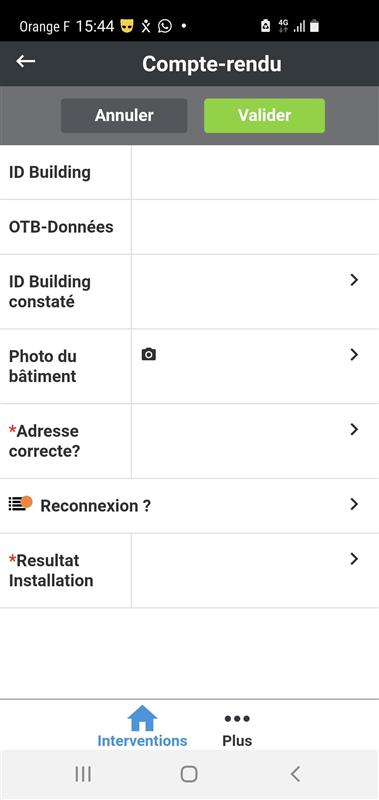 Orange F 15:44 4G
Compte-rendu
Annuler Valider
ID Building
OTB-Données
ID Building
constaté
Photo du
bâtiment
*Adresse
correcte?
Reconnexion ?
*Resultat
Installation
Interventions Plus